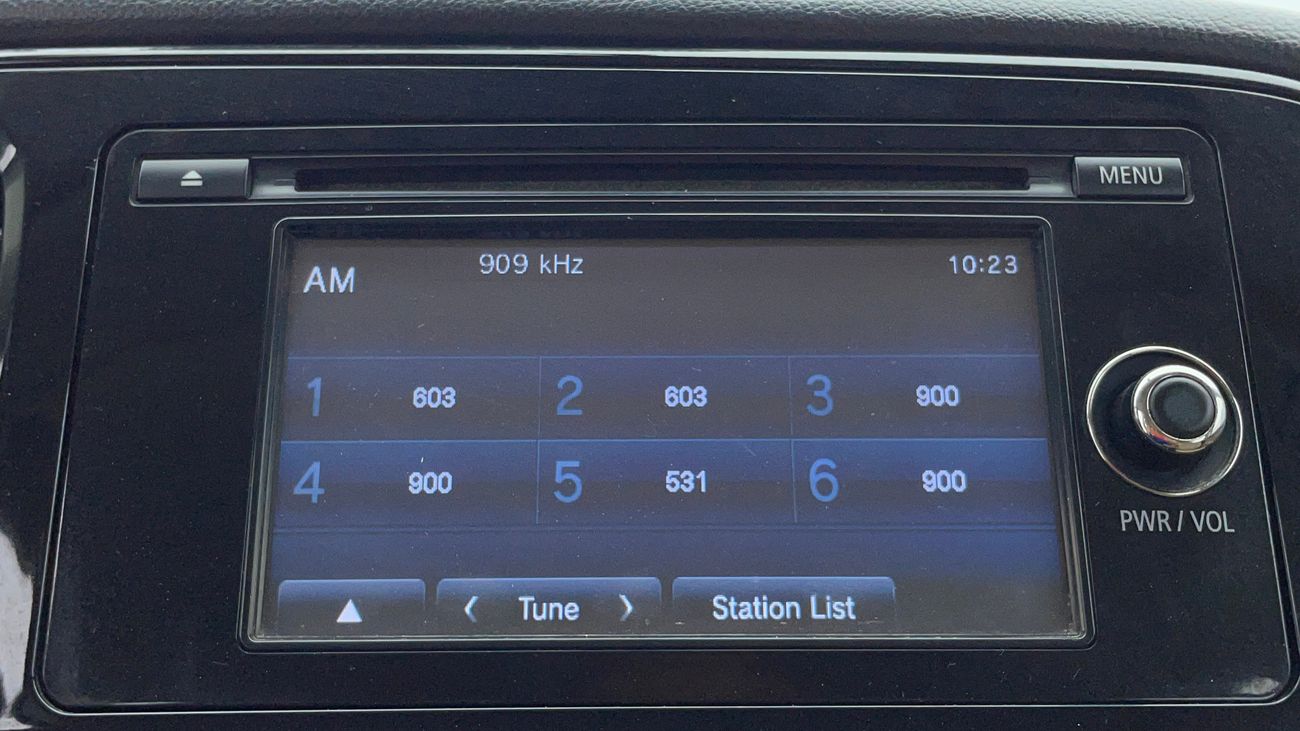 MENU
AM 909 kHz 10:23
1 603 2 603 3 900
4 900 5 531 6 900
PWR / VOL
Tune Station List